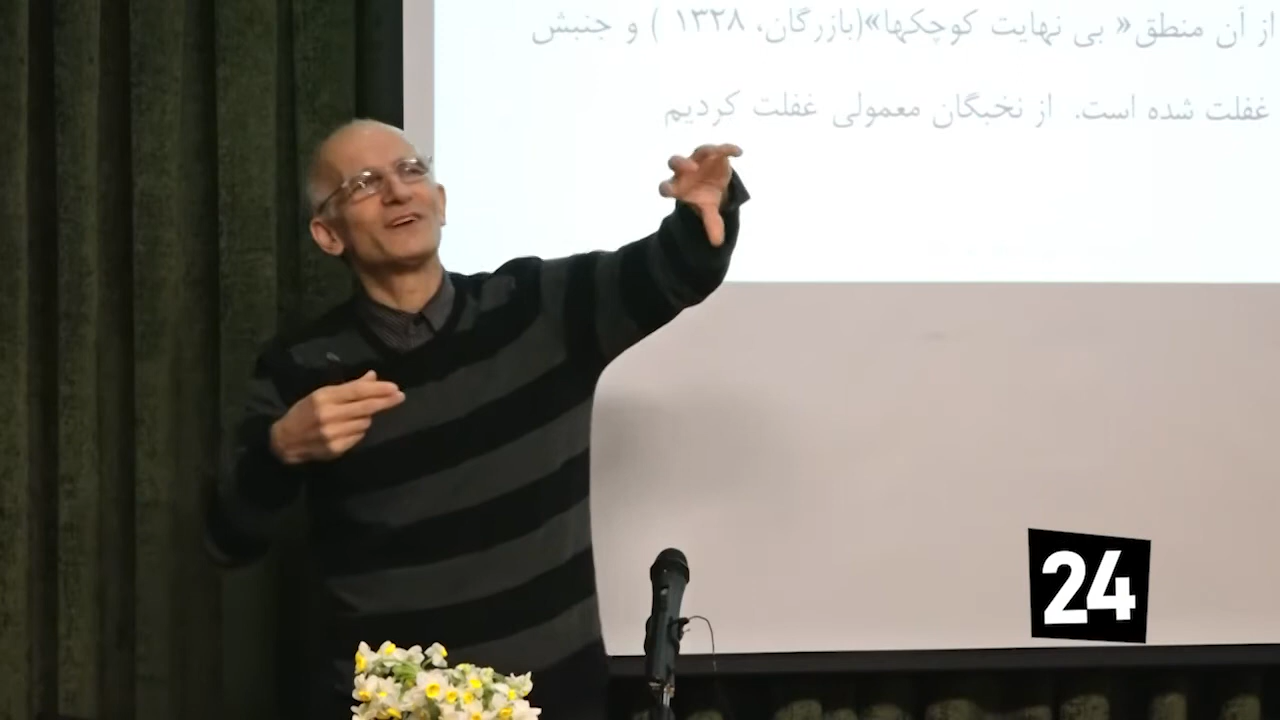 از آن منطق« بی نهایت کوچکها»(بازرگان، ۱۳۲۸ ) و جنبش
غفلت شده است. از نخبگان معمولی غفلت کردیم
24